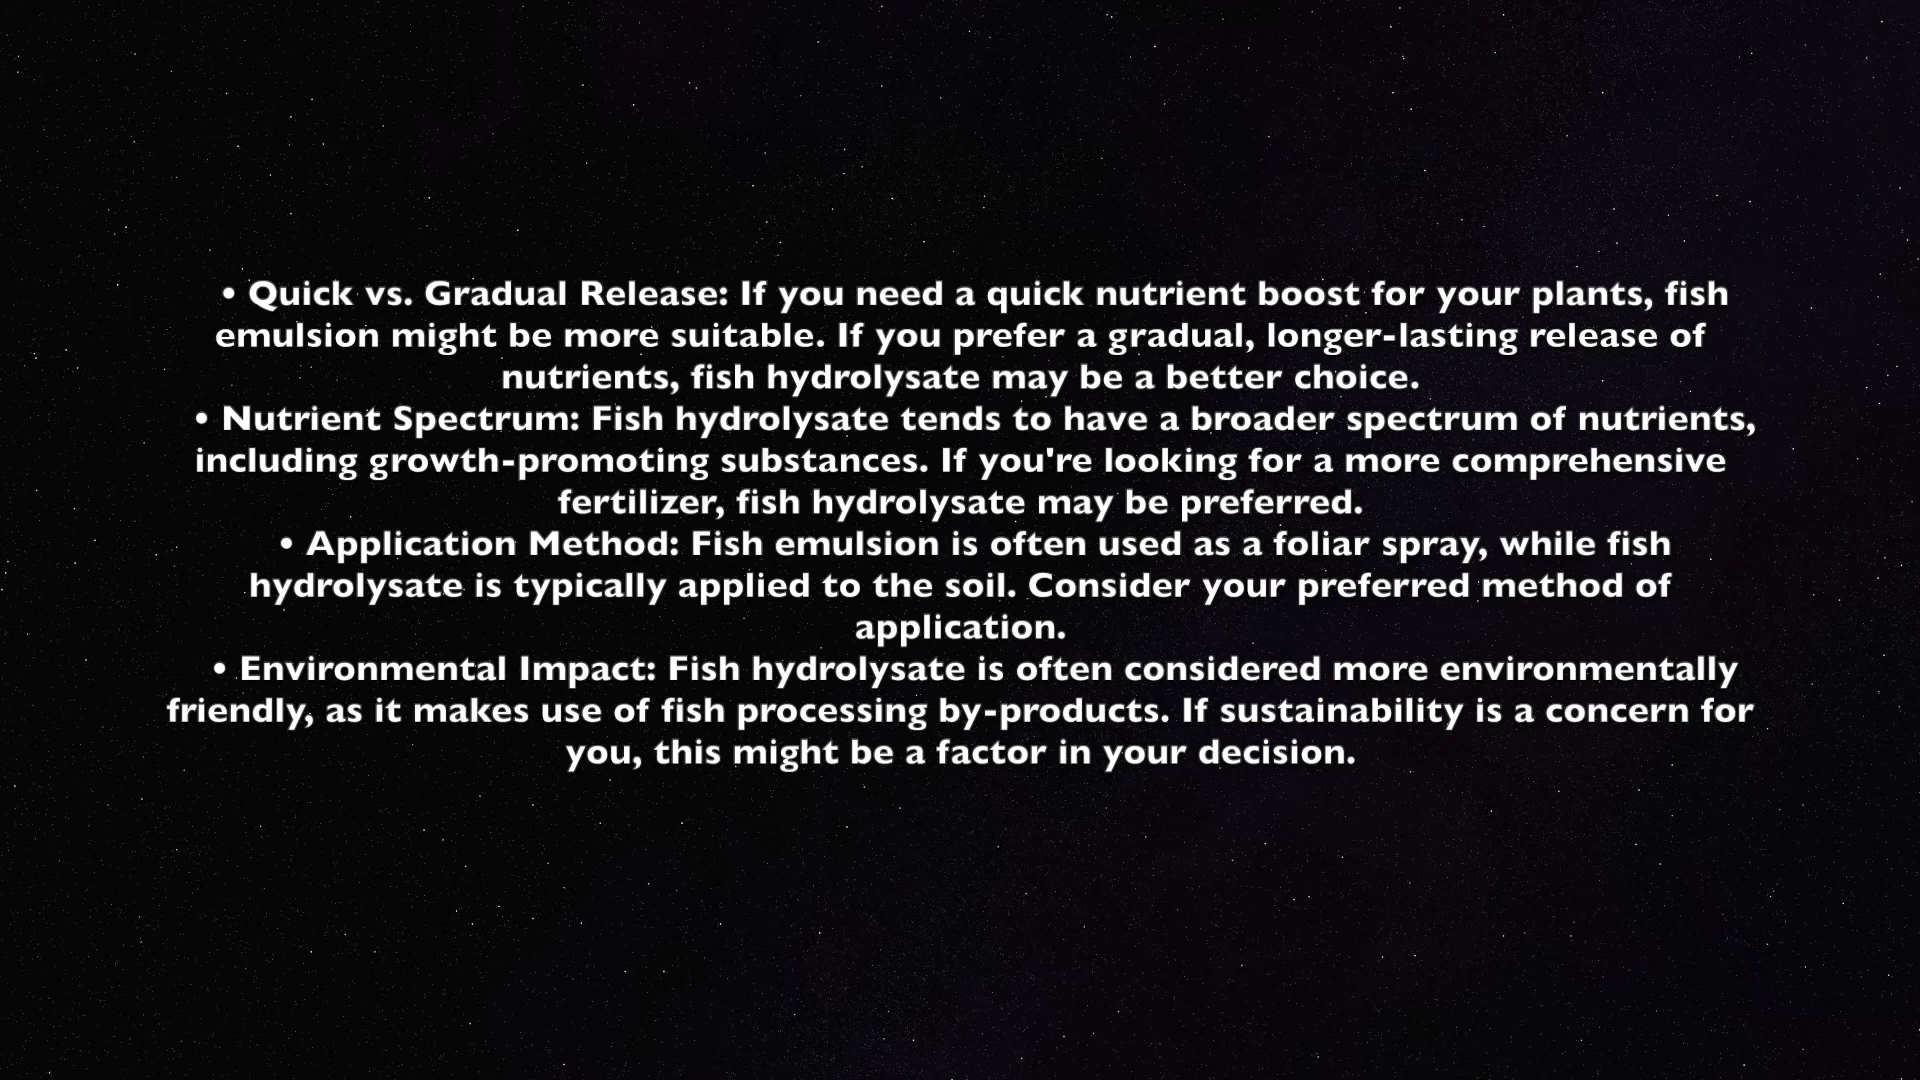 • Quick vs. Gradual Release: If you need a quick nutrient boost for your plants, fish
emulsion might be more suitable. If you prefer a gradual, longer-lasting release of
nutrients, fish hydrolysate may be a better choice.
• Nutrient Spectrum: Fish hydrolysate tends to have a broader spectrum of nutrients,
including growth-promoting substances. If you're looking for a more comprehensive
fertilizer, fish hydrolysate may be preferred.
• Application Method: Fish emulsion is often used as a foliar spray, while fish
hydrolysate is typically applied to the soil. Consider your preferred method of
application.
• Environmental Impact: Fish hydrolysate is often considered more environmentally
friendly, as it makes use of fish processing by-products. If sustainability is a concern for
you, this might be a factor in your decision.